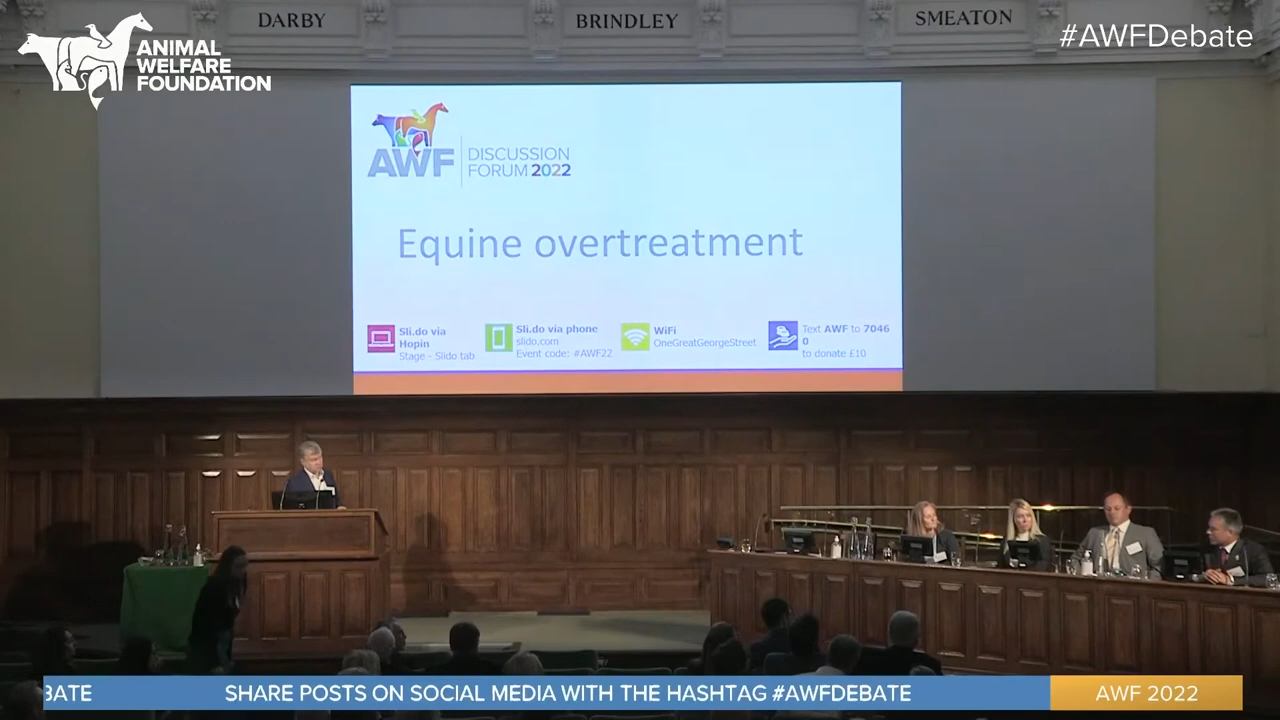 DARBY
BRINDLEY
SMEATON
ANIMAL
WELFARE
FOUNDATION
#AWFDebate
AWF
DISCUSSION
FORUM 2022
Equine overtreatment
Sli.do via
Hopin
Stage - Slido tab
Sli.do via phone
slido.com
Event code: #AWF22
WiFi
OneGreatGeorgeStreet
Text AWF to 7046
0
to donate £10
BATE
SHARE POSTS ON SOCIAL MEDIA WITH THE HASHTAG #AWFDEBATE
AWF 2022